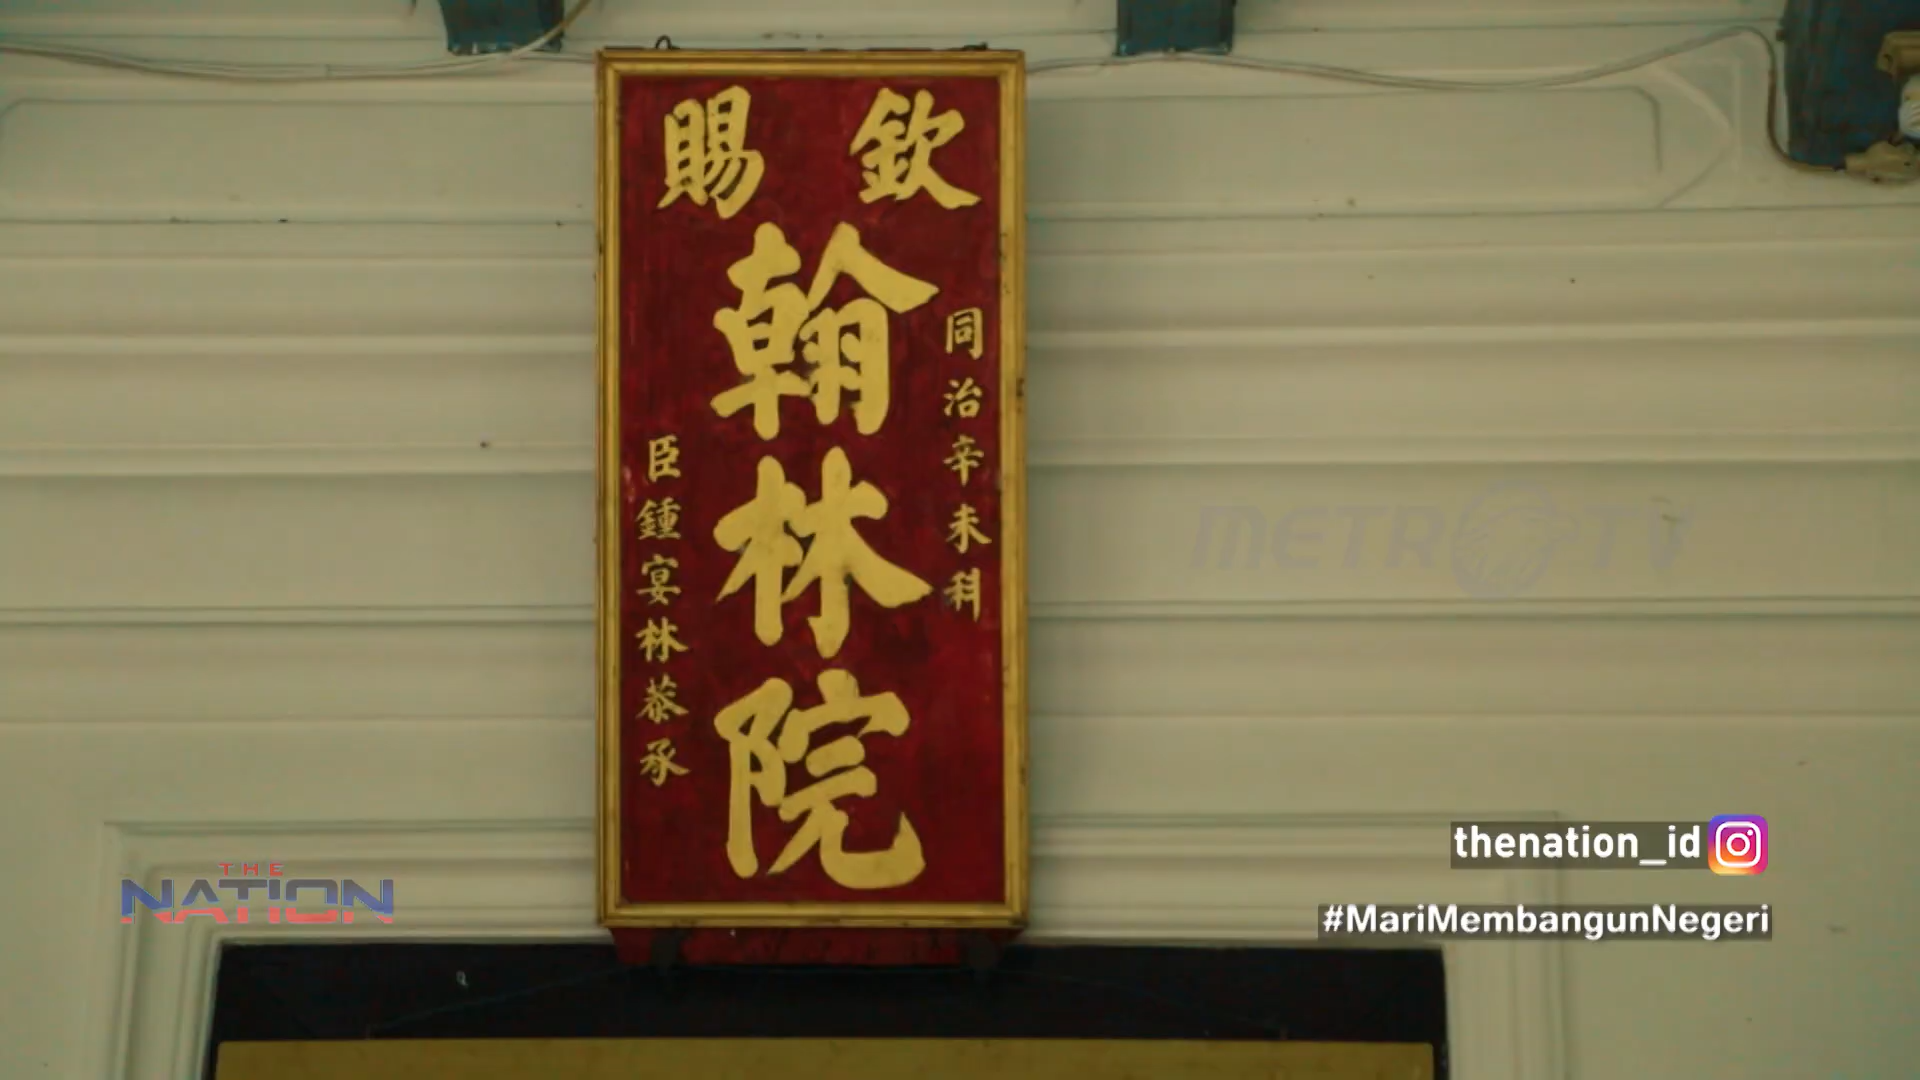 欽賜
翰林院
同治辛未科
臣鍾宴林恭承
METRO TV
thenation_id
THE
NATION
#MariMembangunNegeri